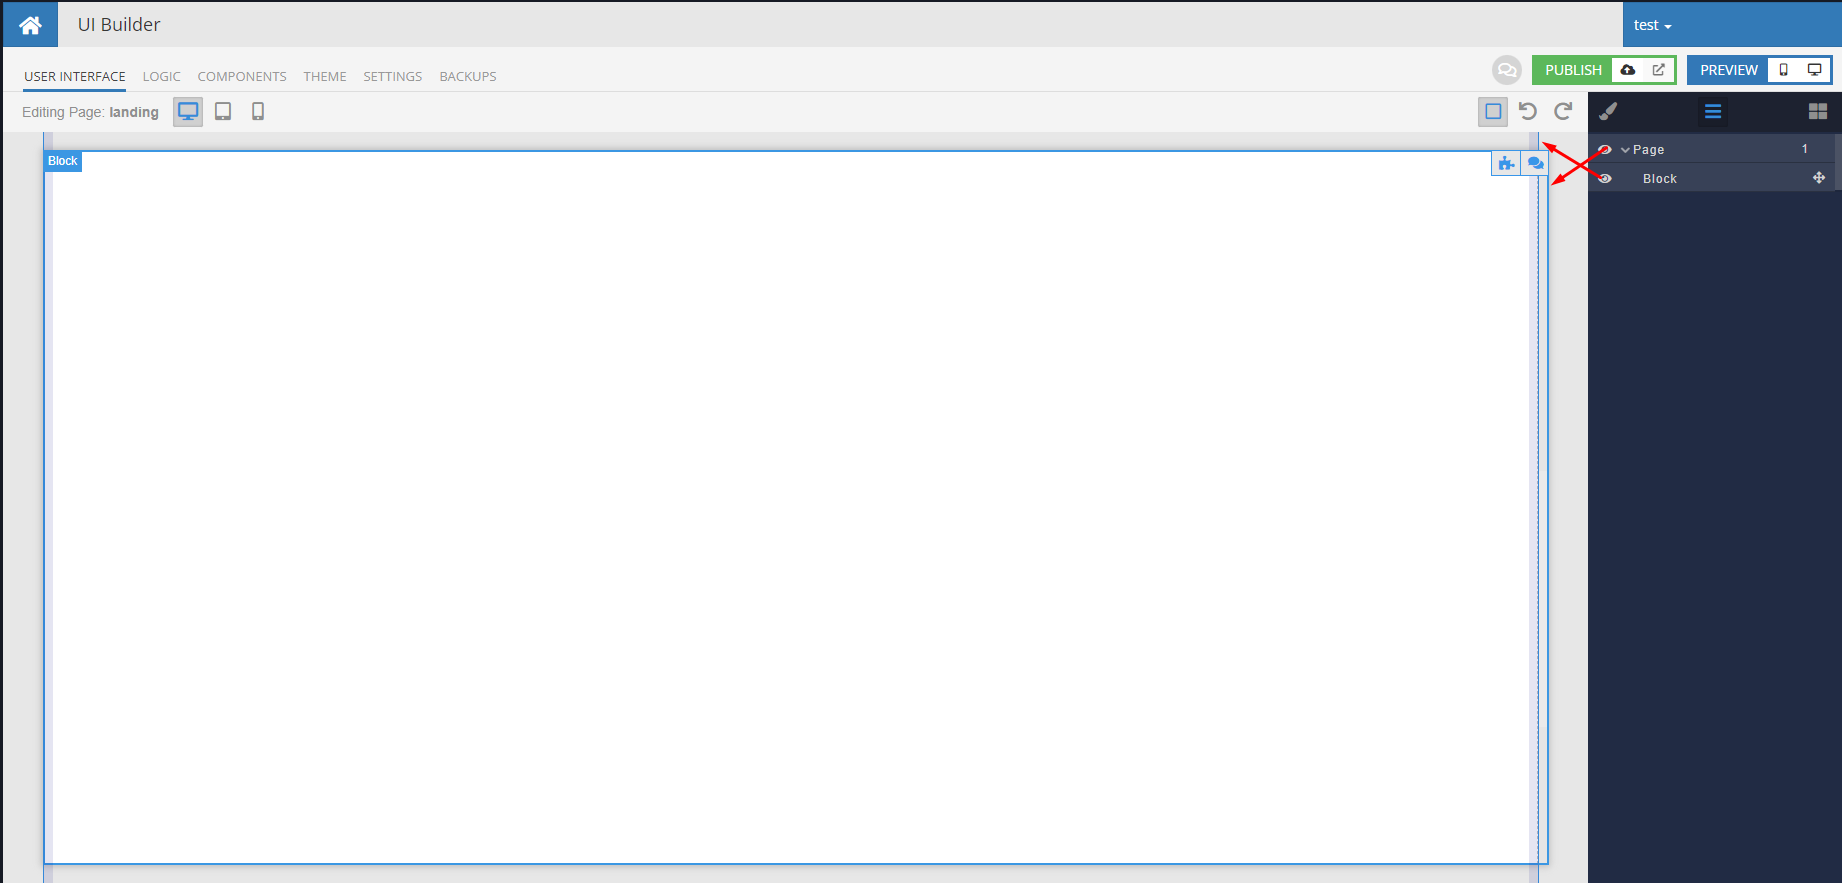 UI Builder
test
USER INTERFACE LOGIC COMPONENTS THEME SETTINGS BACKUPS
PUBLISH
PREVIEW
Editing Page: landing
Block
Page 1
Block